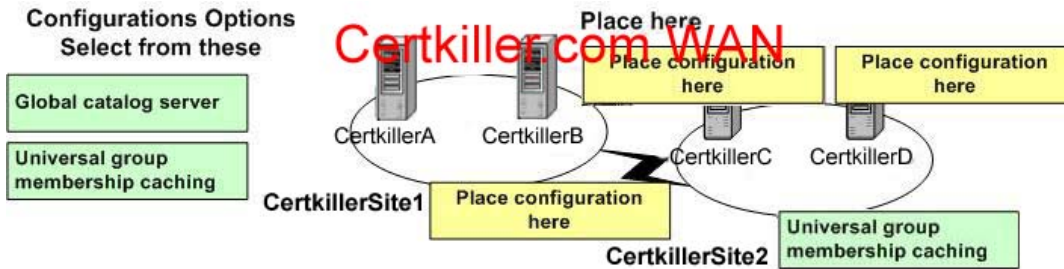 Configurations Options
Select from these
Global catalog server
Universal group
membership caching
Certkiller.com WAN
Place here
Place configuration
here
Place configuration
here
CertkillerA
CertkillerB
CertkillerC
CertkillerD
CertkillerSite1
Place configuration
here
CertkillerSite2
Universal group
membership caching